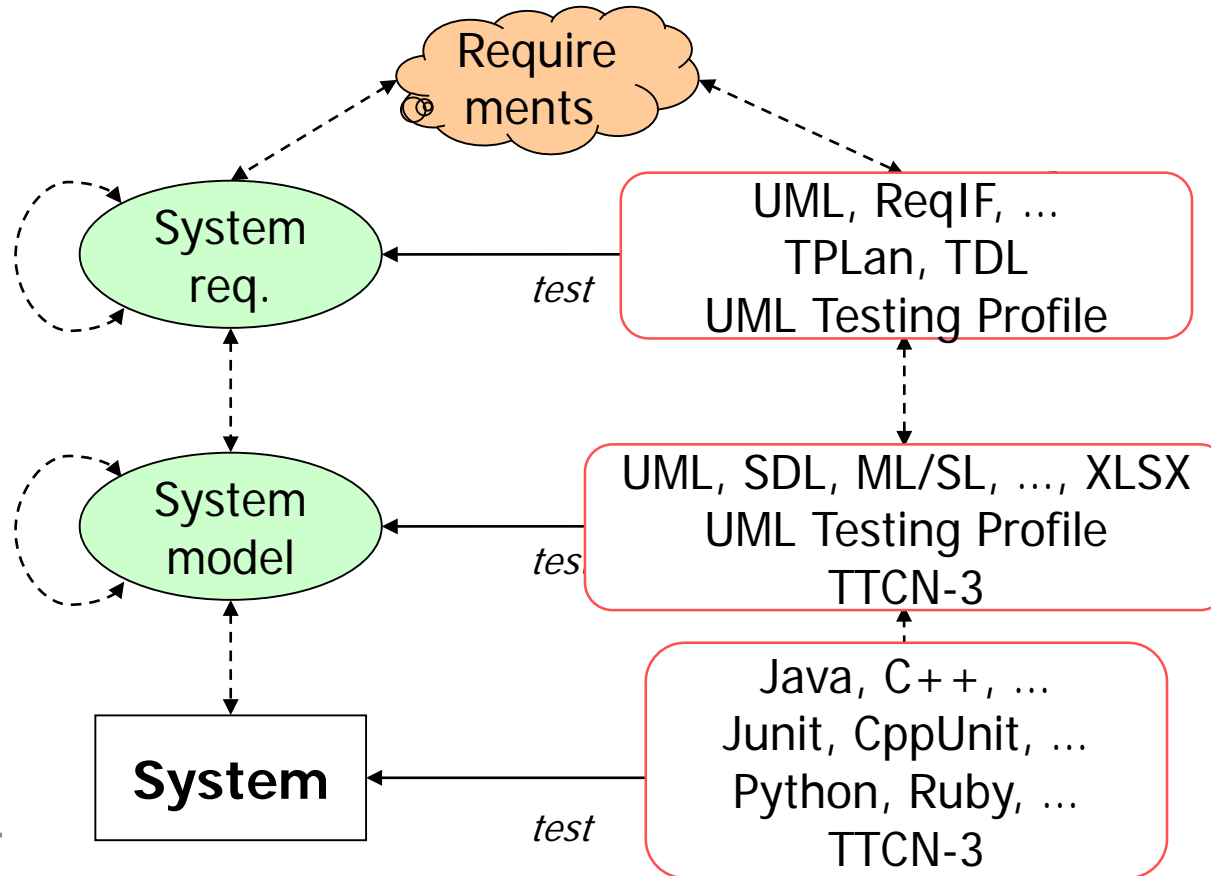 Require
ments
System
req.
test
UML, ReqIF, ...
TPLan, TDL
UML Testing Profile
System
model
test
UML, SDL, ML/SL, ..., XLSX
UML Testing Profile
TTCN-3
System
test
Java, C++, ...
Junit, CppUnit, ...
Python, Ruby, ...
TTCN-3